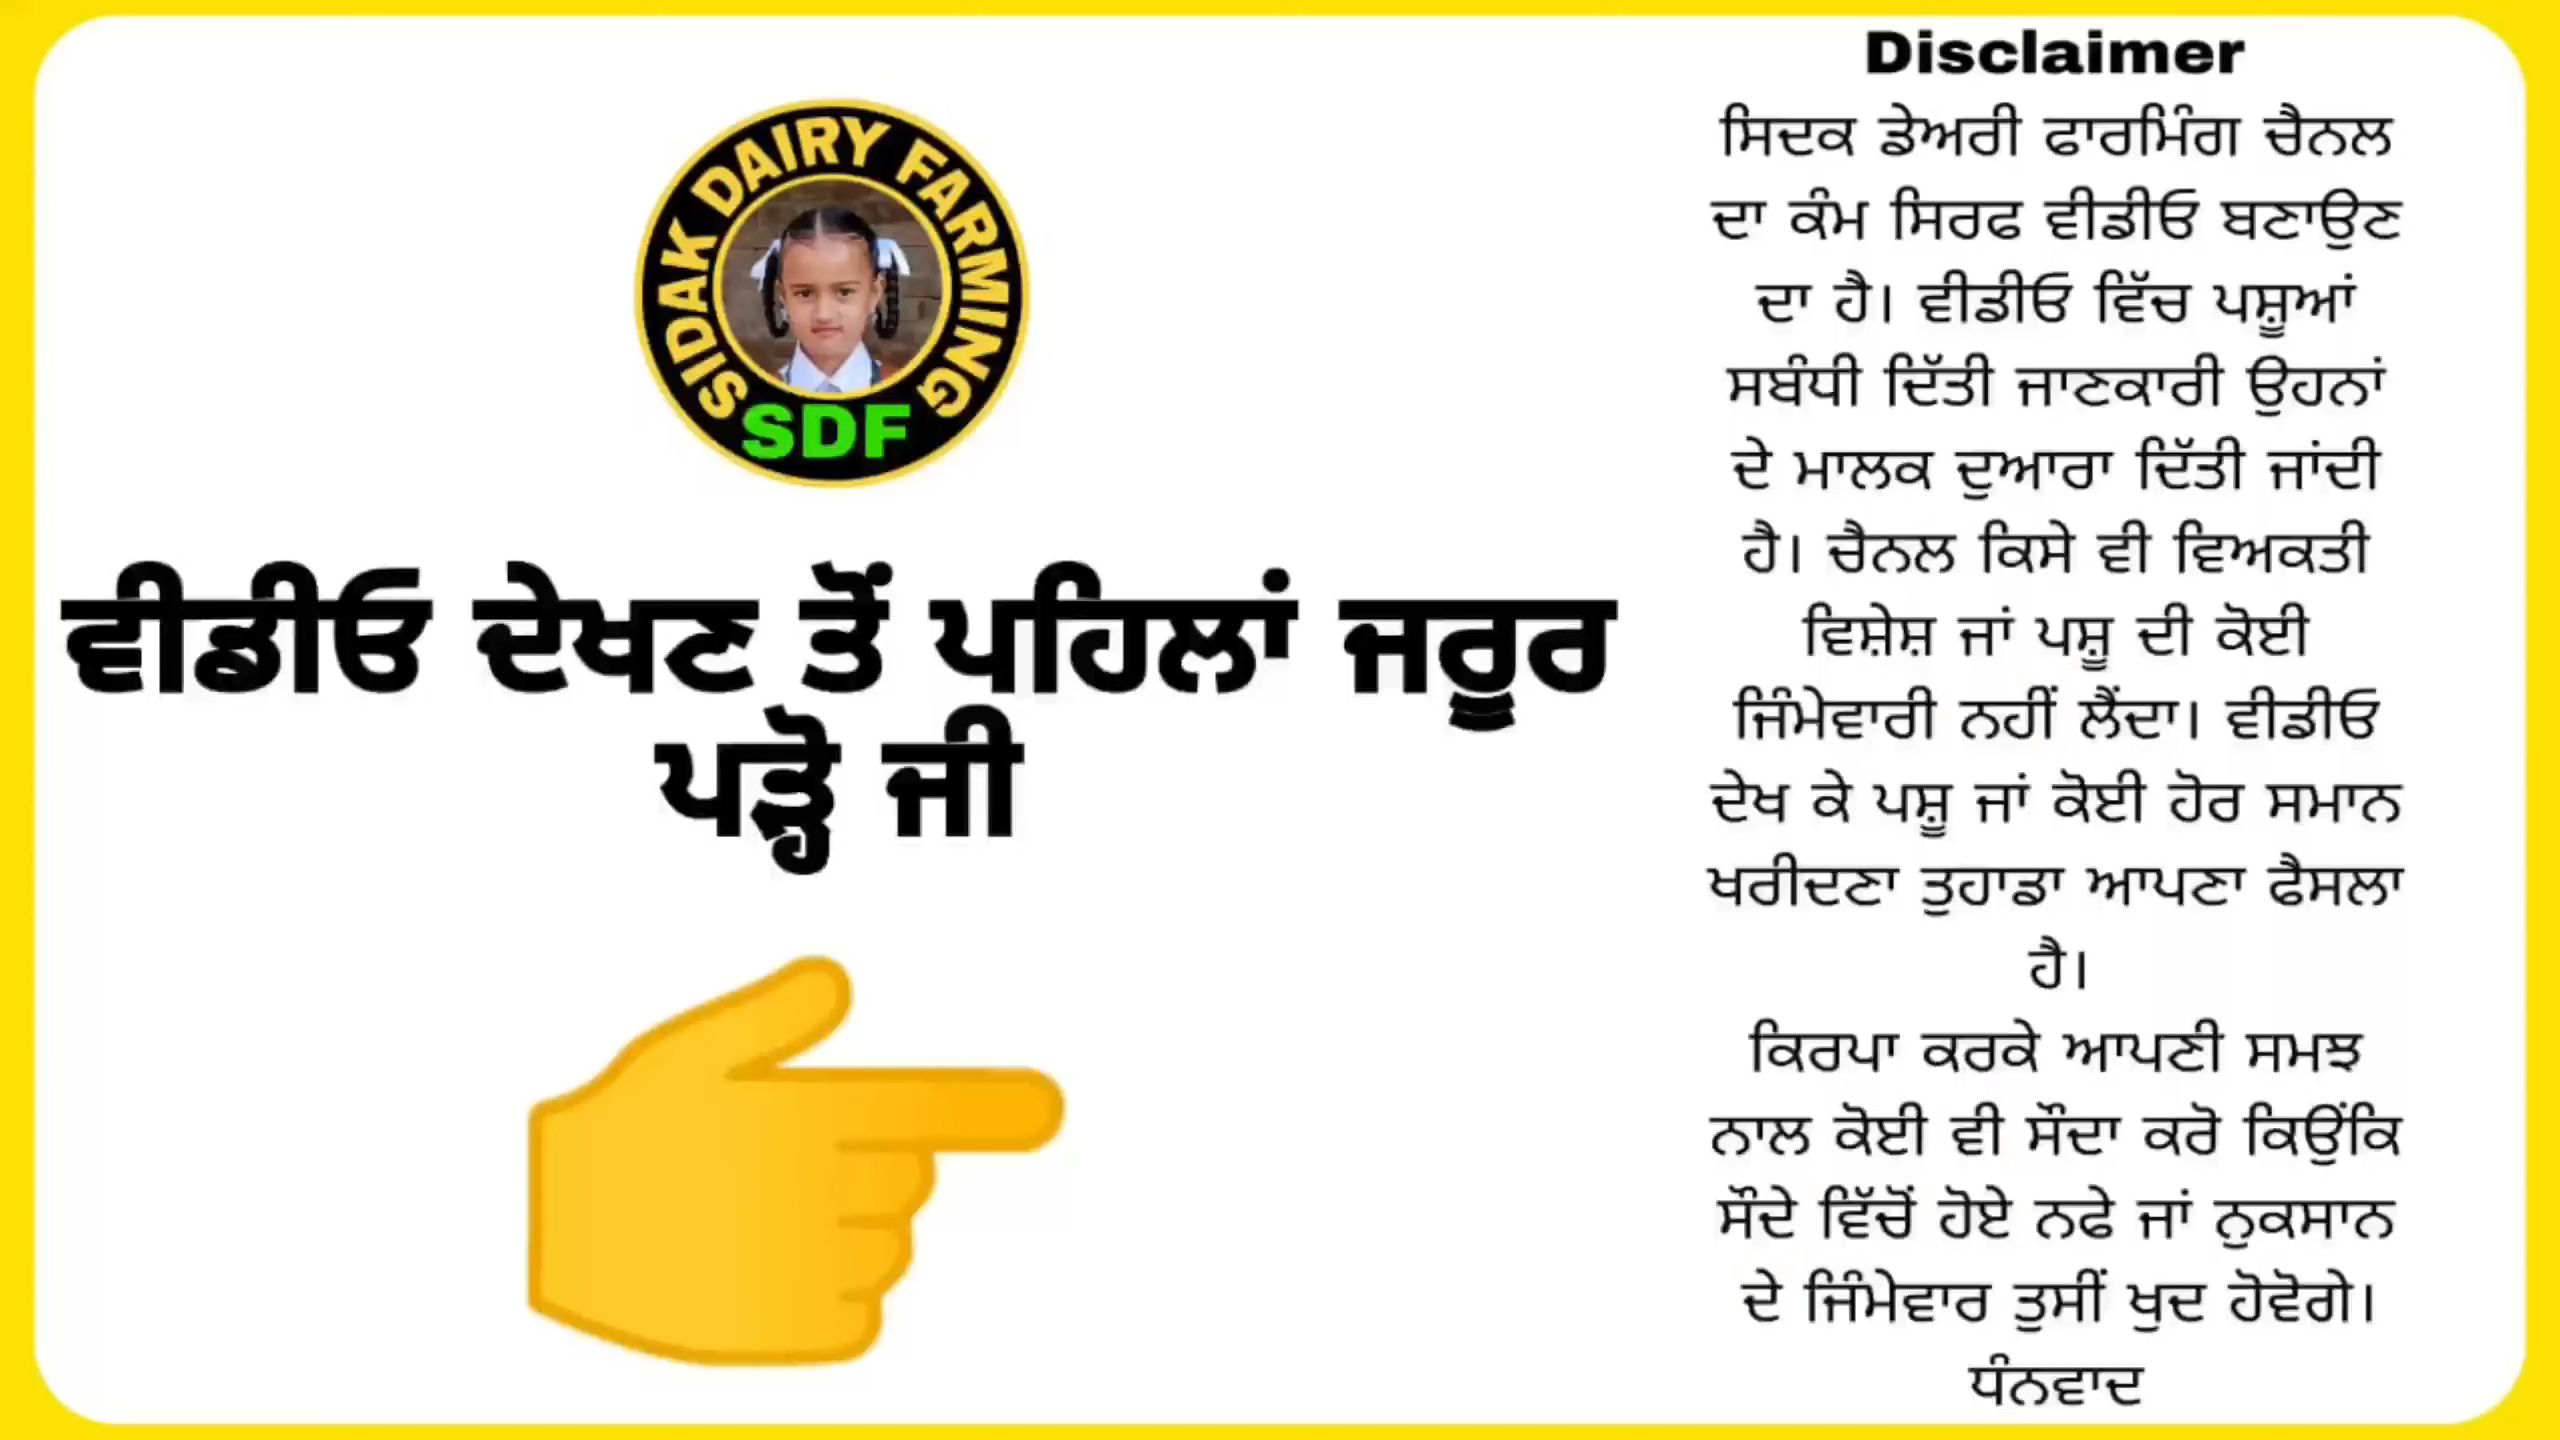 SIDAK DAIRY FARMING
SDF
ਵੀਡੀਓ ਦੇਖਣ ਤੋਂ ਪਹਿਲਾਂ ਜਰੂਰ
ਪੜ੍ਹੋ ਜੀ
Disclaimer
ਸਿਦਕ ਡੇਅਰੀ ਫਾਰਮਿੰਗ ਚੈਨਲ
ਦਾ ਕੰਮ ਸਿਰਫ ਵੀਡੀਓ ਬਣਾਉਣ
ਦਾ ਹੈ। ਵੀਡੀਓ ਵਿੱਚ ਪਸ਼ੂਆਂ
ਸਬੰਧੀ ਦਿੱਤੀ ਜਾਣਕਾਰੀ ਉਹਨਾਂ
ਦੇ ਮਾਲਕ ਦੁਆਰਾ ਦਿੱਤੀ ਜਾਂਦੀ
ਹੈ। ਚੈਨਲ ਕਿਸੇ ਵੀ ਵਿਅਕਤੀ
ਵਿਸ਼ੇਸ਼ ਜਾਂ ਪਸ਼ੂ ਦੀ ਕੋਈ
ਜਿੰਮੇਵਾਰੀ ਨਹੀਂ ਲੈਂਦਾ। ਵੀਡੀਓ
ਦੇਖ ਕੇ ਪਸ਼ੂ ਜਾਂ ਕੋਈ ਹੋਰ ਸਮਾਨ
ਖਰੀਦਣਾ ਤੁਹਾਡਾ ਆਪਣਾ ਫੈਸਲਾ
ਹੈ।
ਕਿਰਪਾ ਕਰਕੇ ਆਪਣੀ ਸਮਝ
ਨਾਲ ਕੋਈ ਵੀ ਸੌਦਾ ਕਰੋ ਕਿਉਂਕਿ
ਸੌਦੇ ਵਿੱਚੋਂ ਹੋਏ ਨਫੇ ਜਾਂ ਨੁਕਸਾਨ
ਦੇ ਜਿੰਮੇਵਾਰ ਤੁਸੀਂ ਖੁਦ ਹੋਵੋਗੇ।
ਧੰਨਵਾਦ